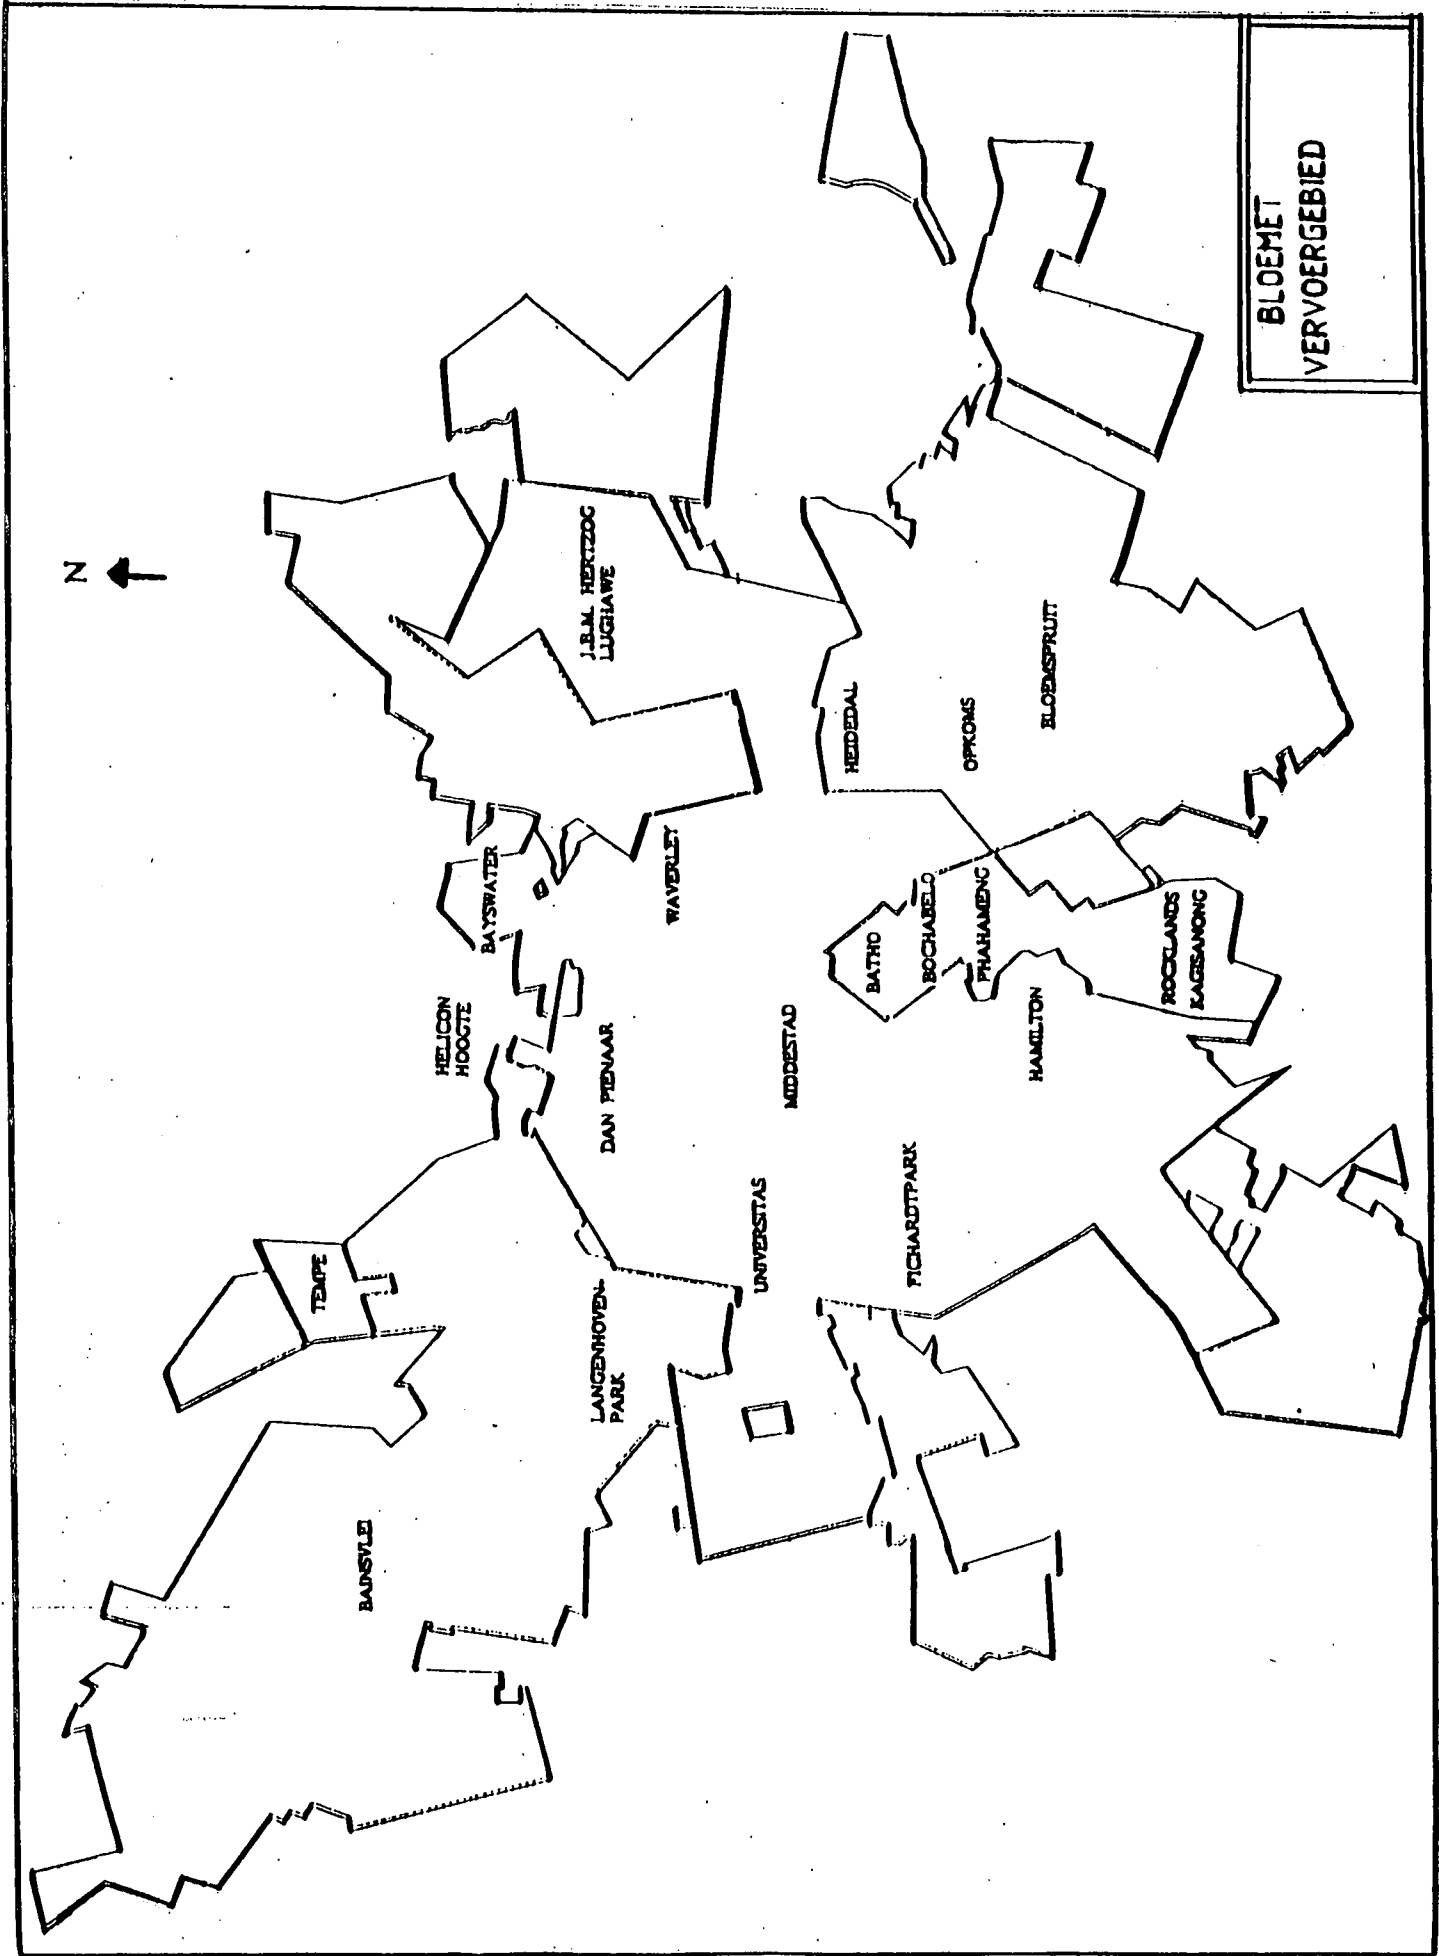 N
TEMPE
BAINSVLEI
HELICON
HOOGTE
BAYSWATER
LANGENHOVEN-
PARK
DAN PIENAAR
J.B.M. HERTZOG
LUGHAWE
WAVERLEY
UNIVERSITAS
MIDDESTAD
HEIDEDAL
BATHO
FICHARDTPARK
BOCHABELO
PHAHAMENG
OPKOMS
HAMILTON
BLOEMSPRUIT
ROCKLANDS
KAGISANONG
BLOEMET
VERVOERGEBIED